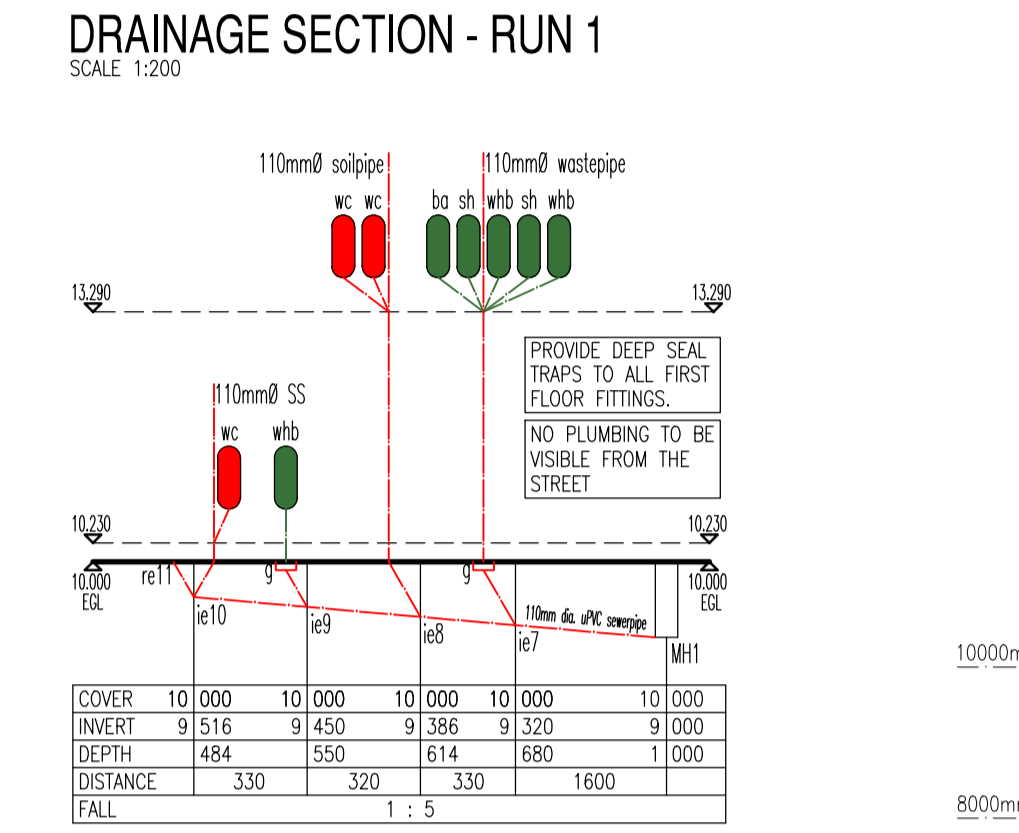 DRAINAGE SECTION - RUN 1
SCALE 1:200
110mmØ soilpipe
110mmØ wastepipe
wc wc
ba sh whb sh whb
13.290
13.290
PROVIDE DEEP SEAL
TRAPS TO ALL FIRST
FLOOR FITTINGS.
110mmØ SS
wc whb
NO PLUMBING TO BE
VISIBLE FROM THE
STREET
10.230
10.230
10.000
EGL
re11
g
g
10.000
EGL
ie10
ie9
ie8
ie7
110mm dia. uPVC sewerpipe
MH1
10000m
COVER 10 000 10 000 10 000 10 000 10 000
INVERT 9 516 9 450 9 386 9 320 9 000
DEPTH 484 550 614 680 1 000
DISTANCE 330 320 330 1600
FALL 1 : 5
8000mm